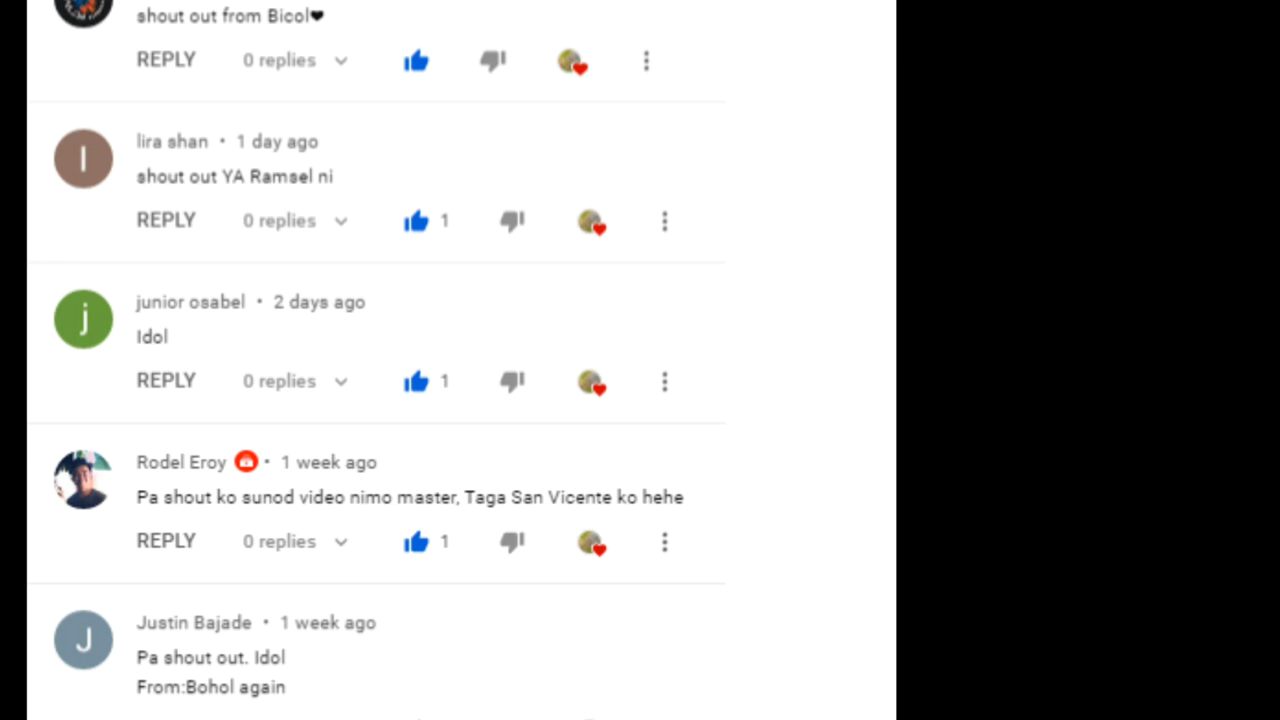 shout out from Bicol❤
REPLY 0 replies
l
lira shan • 1 day ago
shout out YA Ramsel ni
REPLY 0 replies 1
j
junior osabel • 2 days ago
Idol
REPLY 0 replies 1
Rodel Eroy • 1 week ago
Pa shout ko sunod video nimo master, Taga San Vicente ko hehe
REPLY 0 replies 1
J
Justin Bajade • 1 week ago
Pa shout out. Idol
From:Bohol again